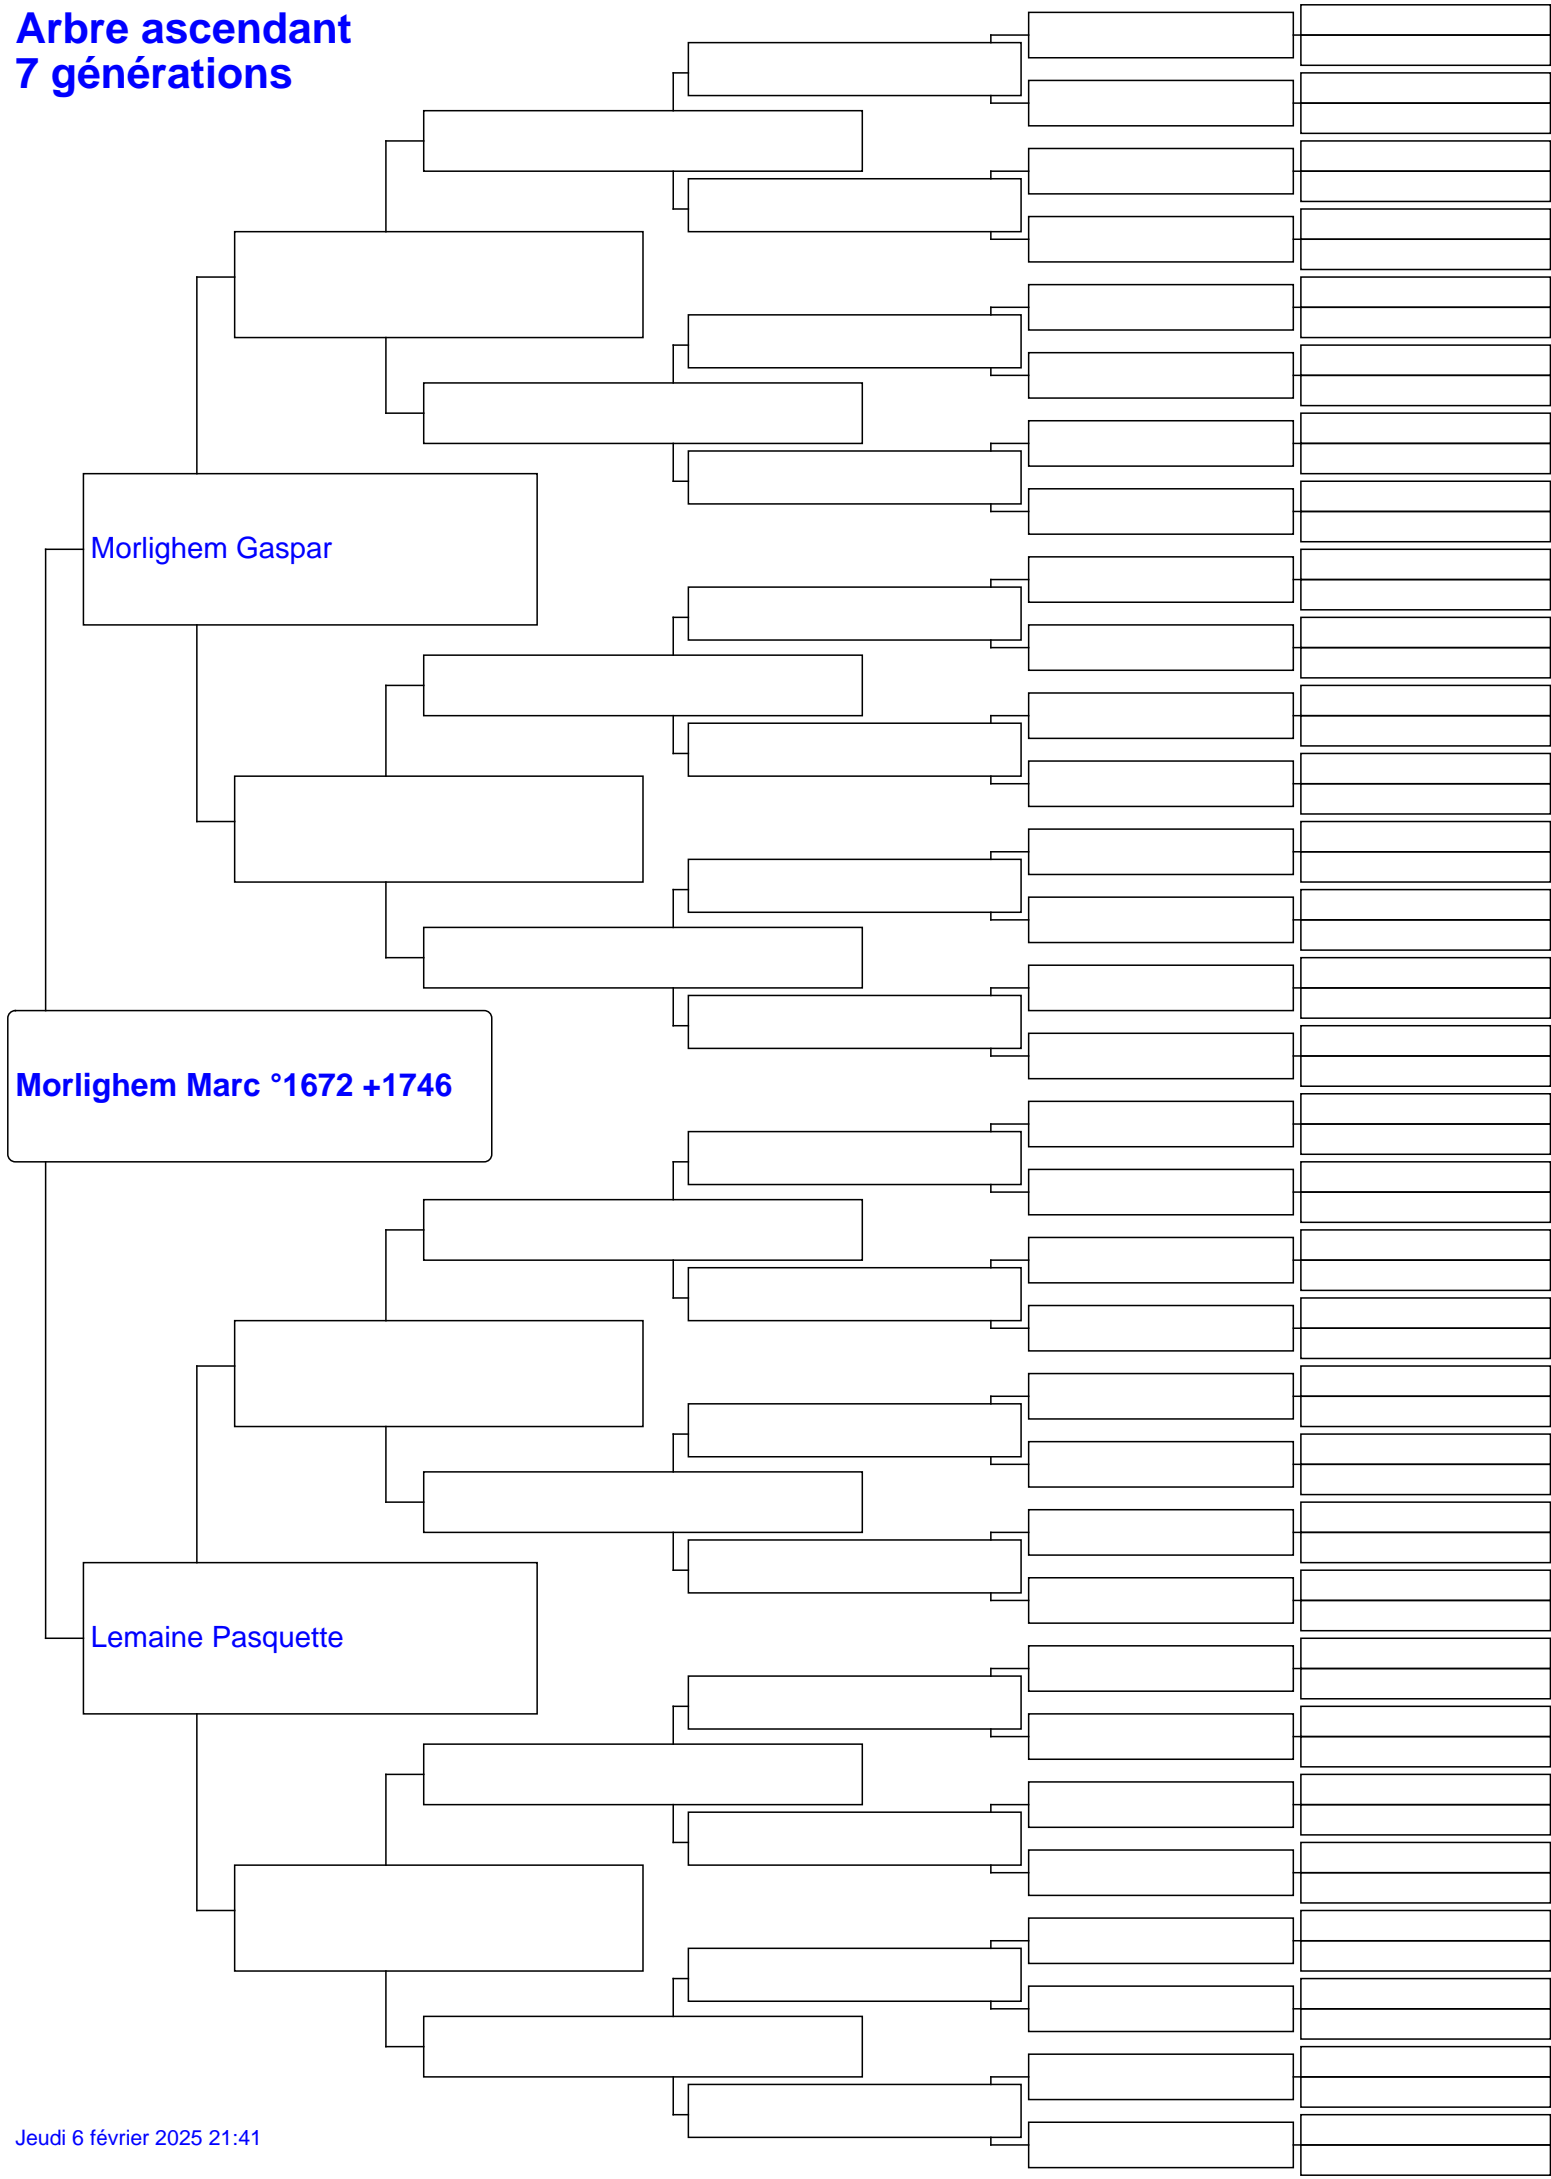 Arbre ascendant
7 générations
Morlighem Gaspar
Morlighem Marc °1672 +1746
Lemaine Pasquette
Jeudi 6 février 2025 21:41